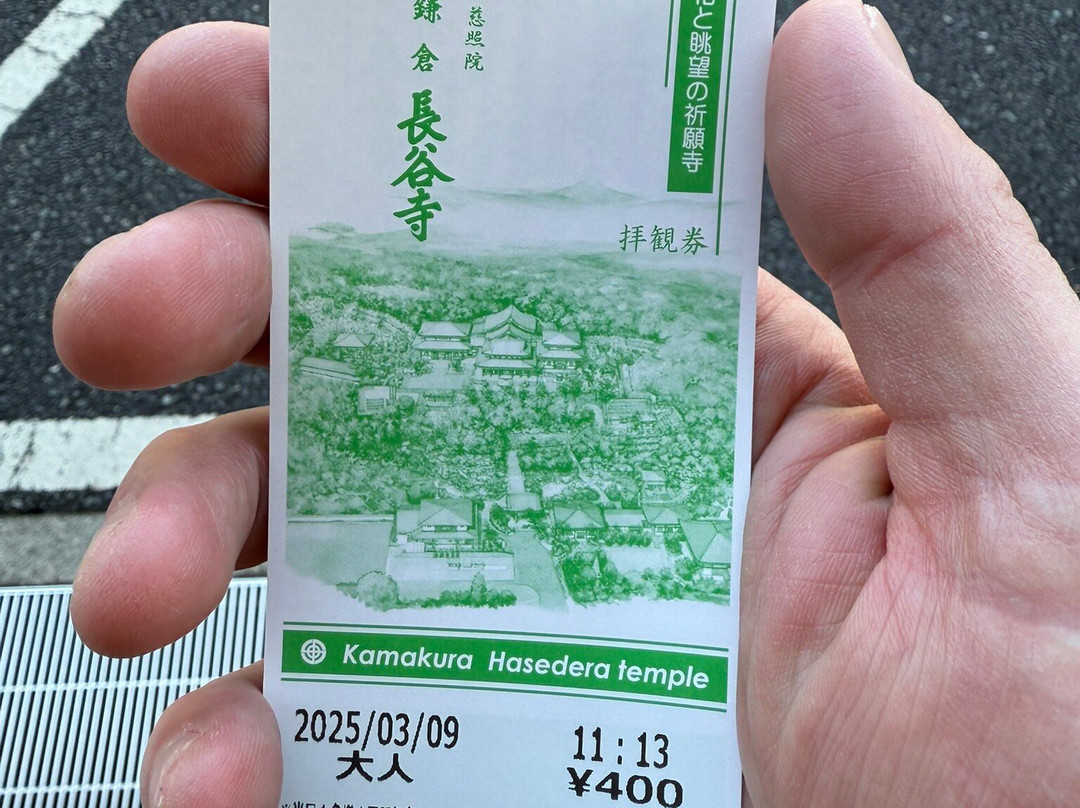 と眺望の祈願寺
慈照院
鎌倉 長谷寺
拝観券
Kamakura Hasedera temple
2025/03/09 11:13
大人 ¥400